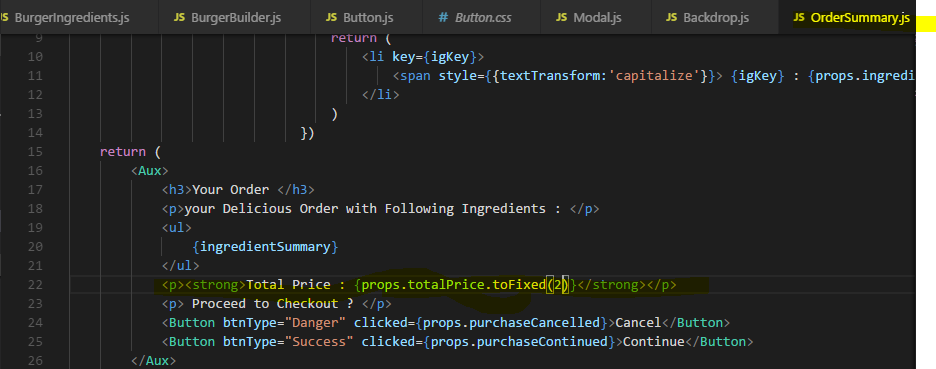 JS BurgerIngredients.js JS BurgerBuilder.js JS Button.js # Button.css JS Modal.js JS Backdrop.js JS OrderSummary.js
9 return (
10 <li key={igKey}>
11 <span style={{textTransform:'capitalize'}}> {igKey} : {props.ingredi
12 </li>
13 )
14 })
15 return (
16 <Aux>
17 <h3>Your Order </h3>
18 <p>your Delicious Order with Following Ingredients : </p>
19 <ul>
20 {ingredientSummary}
21 </ul>
22 <p><strong>Total Price : {props.totalPrice.toFixed(2)}</strong></p>
23 <p> Proceed to Checkout ? </p>
24 <Button btnType="Danger" clicked={props.purchaseCancelled}>Cancel</Button>
25 <Button btnType="Success" clicked={props.purchaseContinued}>Continue</Button>
26 </Aux>